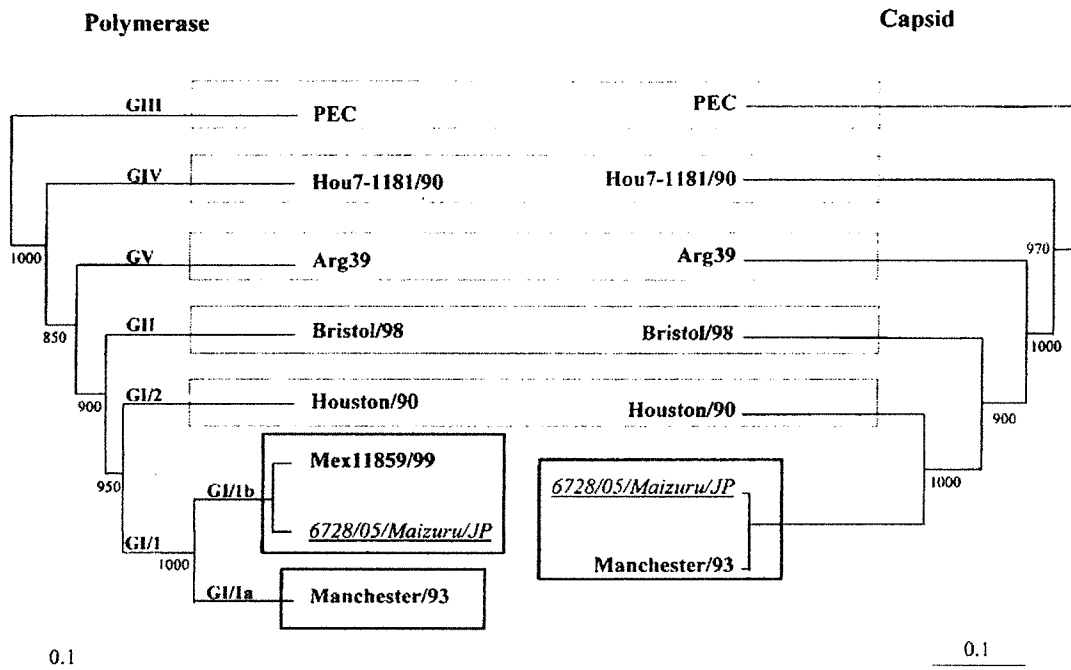 Polymerase
Capsid
GIII
PEC
PEC
GIV
Hou7-1181/90
Hou7-1181/90
1000
970
GV
Arg39
Arg39
850
1000
GII
Bristol/98
Bristol/98
900
900
GI/2
Houston/90
Houston/90
950
1000
Mex11859/99
GI/1b
6728/05/Maizuru/JP
6728/05/Maizuru/JP
GI/1
1000
Manchester/93
GI/1a
Manchester/93
0.1
0.1